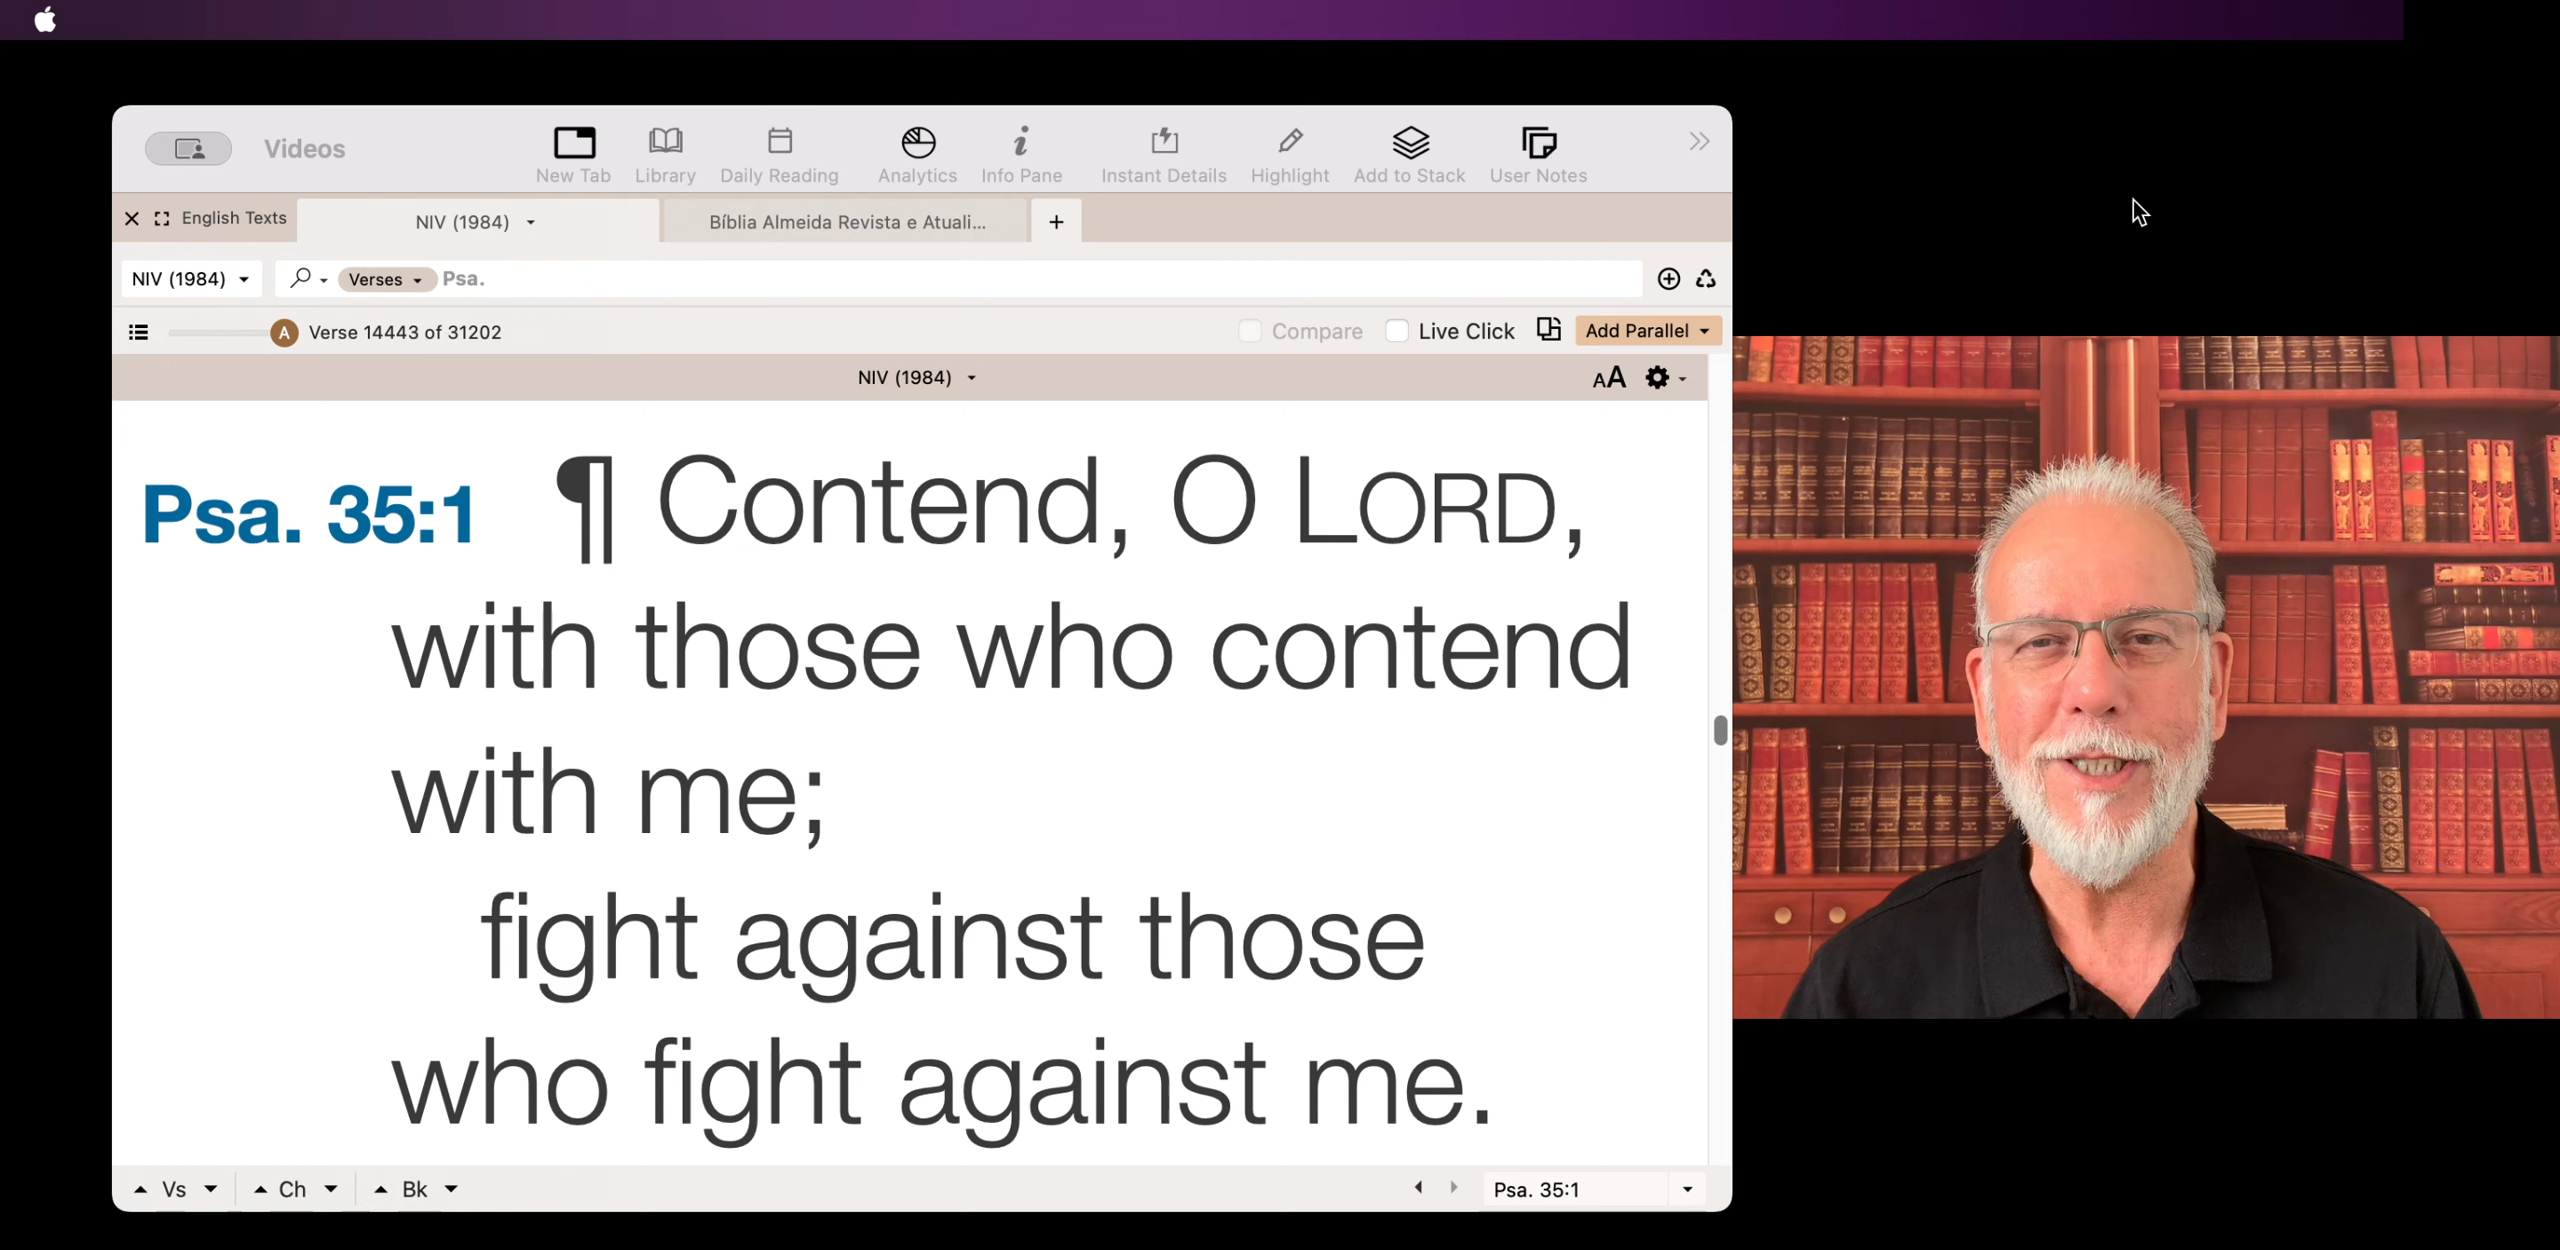 Videos
New Tab
Library
Daily Reading
Analytics
Info Pane
Instant Details
Highlight
Add to Stack
User Notes
English Texts
NIV (1984)
Bíblia Almeida Revista e Atuali...
NIV (1984)
Verses
Psa.
A
Verse 14443 of 31202
Compare
Live Click
Add Parallel
NIV (1984)
AA
Psa. 35:1 ¶ Contend, O LORD,
with those who contend
with me;
fight against those
who fight against me.
Vs
Ch
Bk
Psa. 35:1